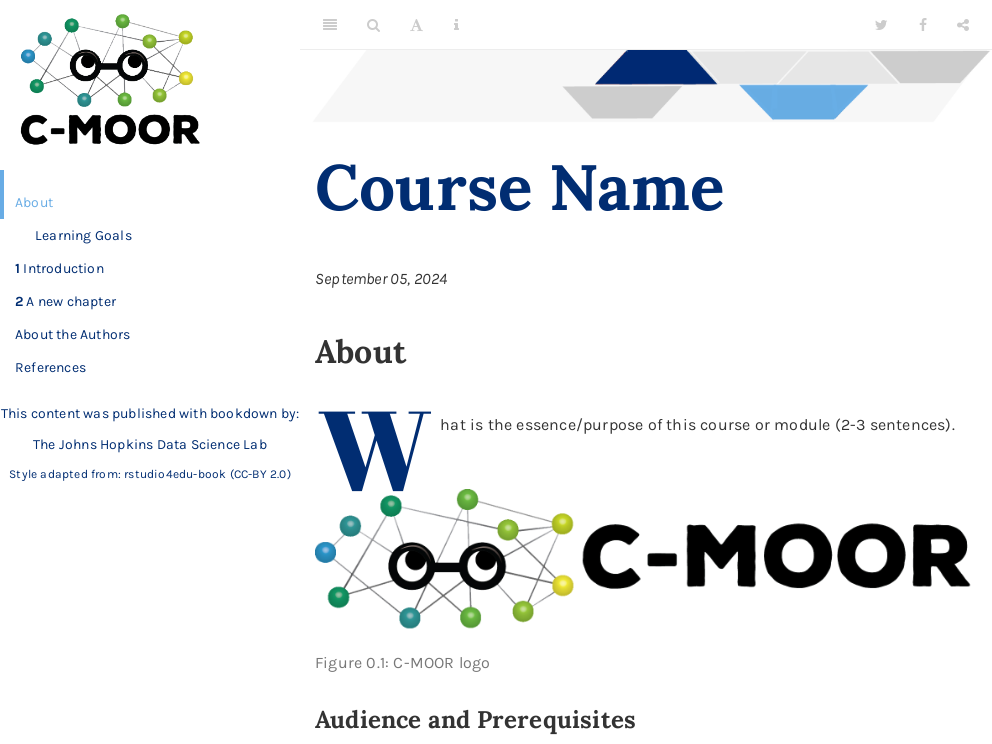 C-MOOR
About
Learning Goals
1 Introduction
2 A new chapter
About the Authors
References
This content was published with bookdown by:
The Johns Hopkins Data Science Lab
Style adapted from: rstudio4edu-book (CC-BY 2.0)
Course Name
September 05, 2024
About
What is the essence/purpose of this course or module (2-3 sentences).
C-MOOR
Figure 0.1: C-MOOR logo
Audience and Prerequisites